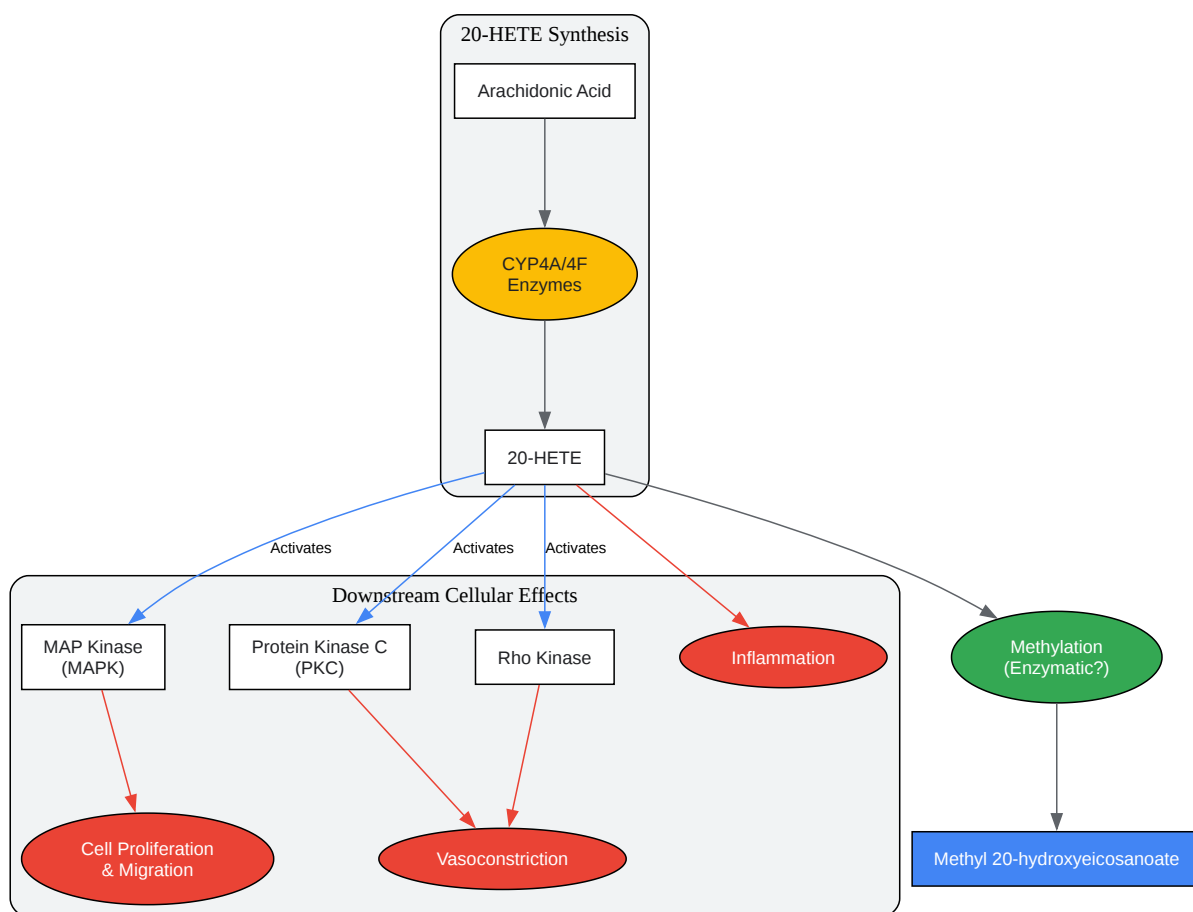 20-HETE Synthesis
Arachidonic Acid
CYP4A/4F
Enzymes
20-HETE
Activates
Activates
Activates
Downstream Cellular Effects
MAP Kinase
(MAPK)
Protein Kinase C
(PKC)
Rho Kinase
Inflammation
Methylation
(Enzymatic?)
Cell Proliferation
& Migration
Vasoconstriction
Methyl 20-hydroxyeicosanoate